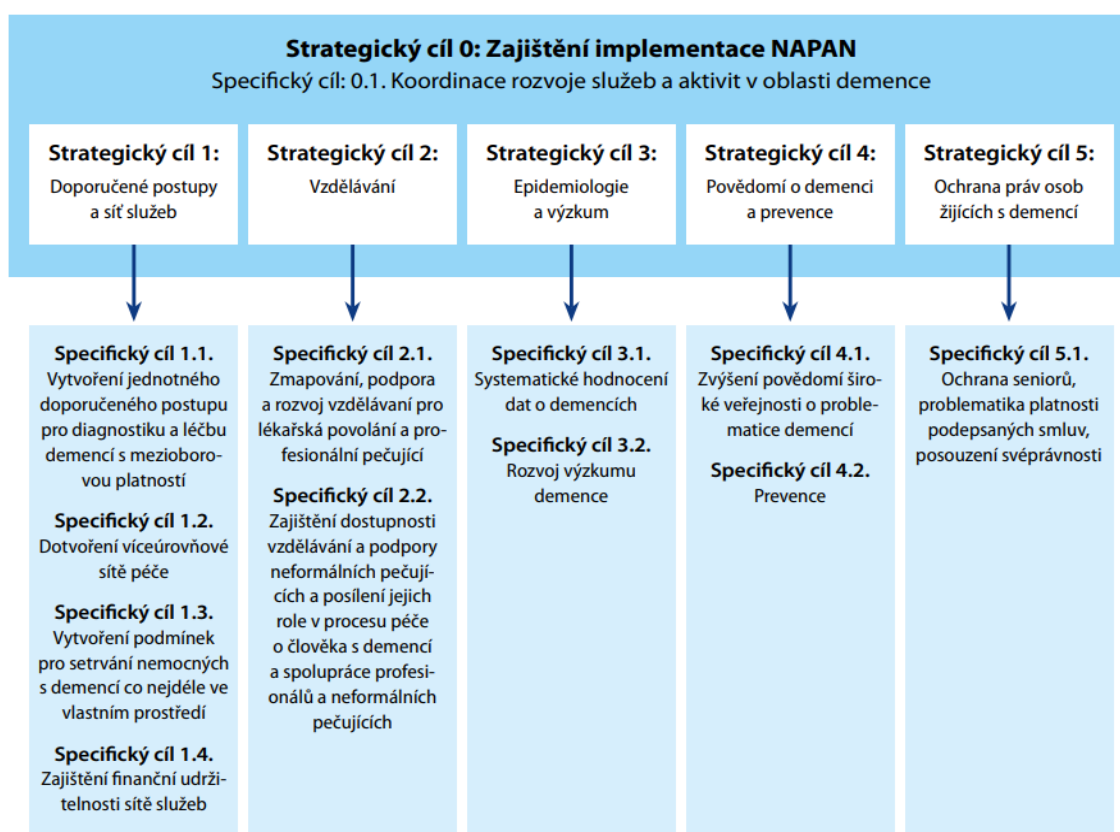 Strategický cíl 0: Zajištění implementace NAPAN
Specifický cíl: 0.1. Koordinace rozvoje služeb a aktivit v oblasti demence
Strategický cíl 1:
Doporučené postupy
a síť služeb
Strategický cíl 2:
Vzdělávání
Strategický cíl 3:
Epidemiologie
a výzkum
Strategický cíl 4:
Povědomí o demenci
a prevence
Strategický cíl 5:
Ochrana práv osob
žijících s demencí
Specifický cíl 1.1.
Vytvoření jednotného
doporučeného postupu
pro diagnostiku a léčbu
demencí s mezioboro-
vou platností
Specifický cíl 1.2.
Dotvoření víceúrovňové
sítě péče
Specifický cíl 1.3.
Vytvoření podmínek
pro setrvání nemocných
s demencí co nejdéle ve
vlastním prostředí
Specifický cíl 1.4.
Zajištění finanční udrži-
telnosti sítě služeb
Specifický cíl 2.1.
Zmapování, podpora
a rozvoj vzdělávaní pro
lékařská povolání a pro-
fesionální pečující
Specifický cíl 2.2.
Zajištění dostupnosti
vzdělávání a podpory
neformálních pečují-
cích a posílení jejich
role v procesu péče
o člověka s demencí
a spolupráce profesi-
onálů a neformálních
pečujících
Specifický cíl 3.1.
Systematické hodnocení
dat o demencích
Specifický cíl 3.2.
Rozvoj výzkumu
demence
Specifický cíl 4.1.
Zvýšení povědomí širo-
ké veřejnosti o proble-
matice demencí
Specifický cíl 4.2.
Prevence
Specifický cíl 5.1.
Ochrana seniorů,
problematika platnosti
podepsaných smluv,
posouzení svéprávnosti